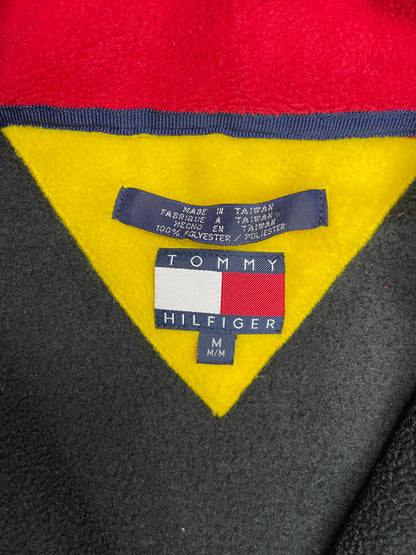 MADE IN TAIWAN
FABRIQUE A TAIWAN
HECHO EN TAIWAN
100% POLYESTER / POLIESTER
TOMMY
HILFIGER
M
M/M